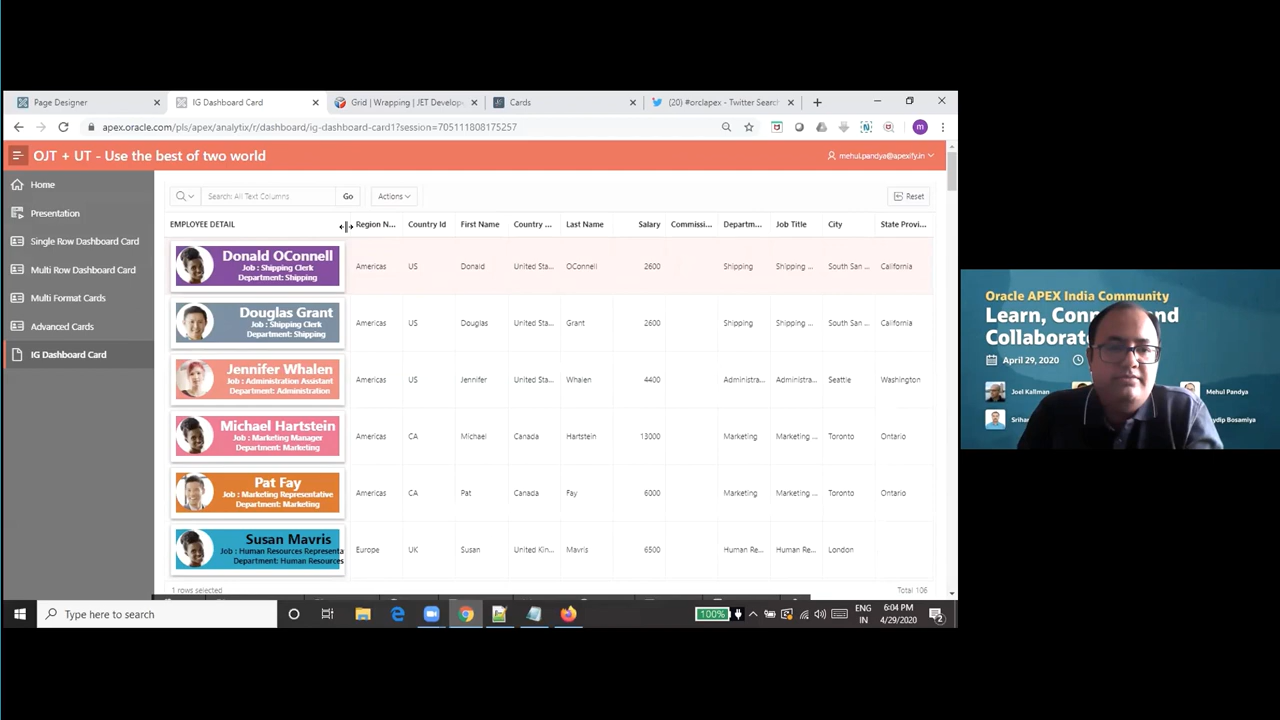 Page Designer
IG Dashboard Card
Grid | Wrapping | JET Develope
Cards
(20) #orclapex - Twitter Search
apex.oracle.com/pls/apex/analytix/r/dashboard/ig-dashboard-card1?session=705111808175257
m
OJT + UT - Use the best of two world
mehul.pandya@apexify.in
Home
Presentation
Single Row Dashboard Card
Multi Row Dashboard Card
Multi Format Cards
Advanced Cards
IG Dashboard Card
Search: All Text Columns
Go
Actions
Reset
EMPLOYEE DETAIL Region N... Country Id First Name Country ... Last Name Salary Commissi... Departm... Job Title City State Provi...
Donald OConnell
Job : Shipping Clerk
Department: Shipping
Americas US Donald United Sta... OConnell 2600 Shipping Shipping ... South San ... California
Douglas Grant
Job : Shipping Clerk
Department: Shipping
Americas US Douglas United Sta... Grant 2600 Shipping Shipping ... South San ... California
Jennifer Whalen
Job : Administration Assistant
Department: Administration
Americas US Jennifer United Sta... Whalen 4400 Administra... Administra... Seattle Washington
Michael Hartstein
Job : Marketing Manager
Department: Marketing
Americas CA Michael Canada Hartstein 13000 Marketing Marketing ... Toronto Ontario
Pat Fay
Job : Marketing Representative
Department: Marketing
Americas CA Pat Canada Fay 6000 Marketing Marketing ... Toronto Ontario
Susan Mavris
Job : Human Resources Representa
Department: Human Resources
Europe UK Susan United Kin... Mavris 6500 Human Re... Human Re... London
1 rows selected
Total 106
Type here to search
100%
ENG
IN
6:04 PM
4/29/2020
2
Oracle APEX India Community
Learn, Conn and
Collaborat
April 29, 2020
Joel Kallman
Mehul Pandya
Srihar
dip Bosamiya